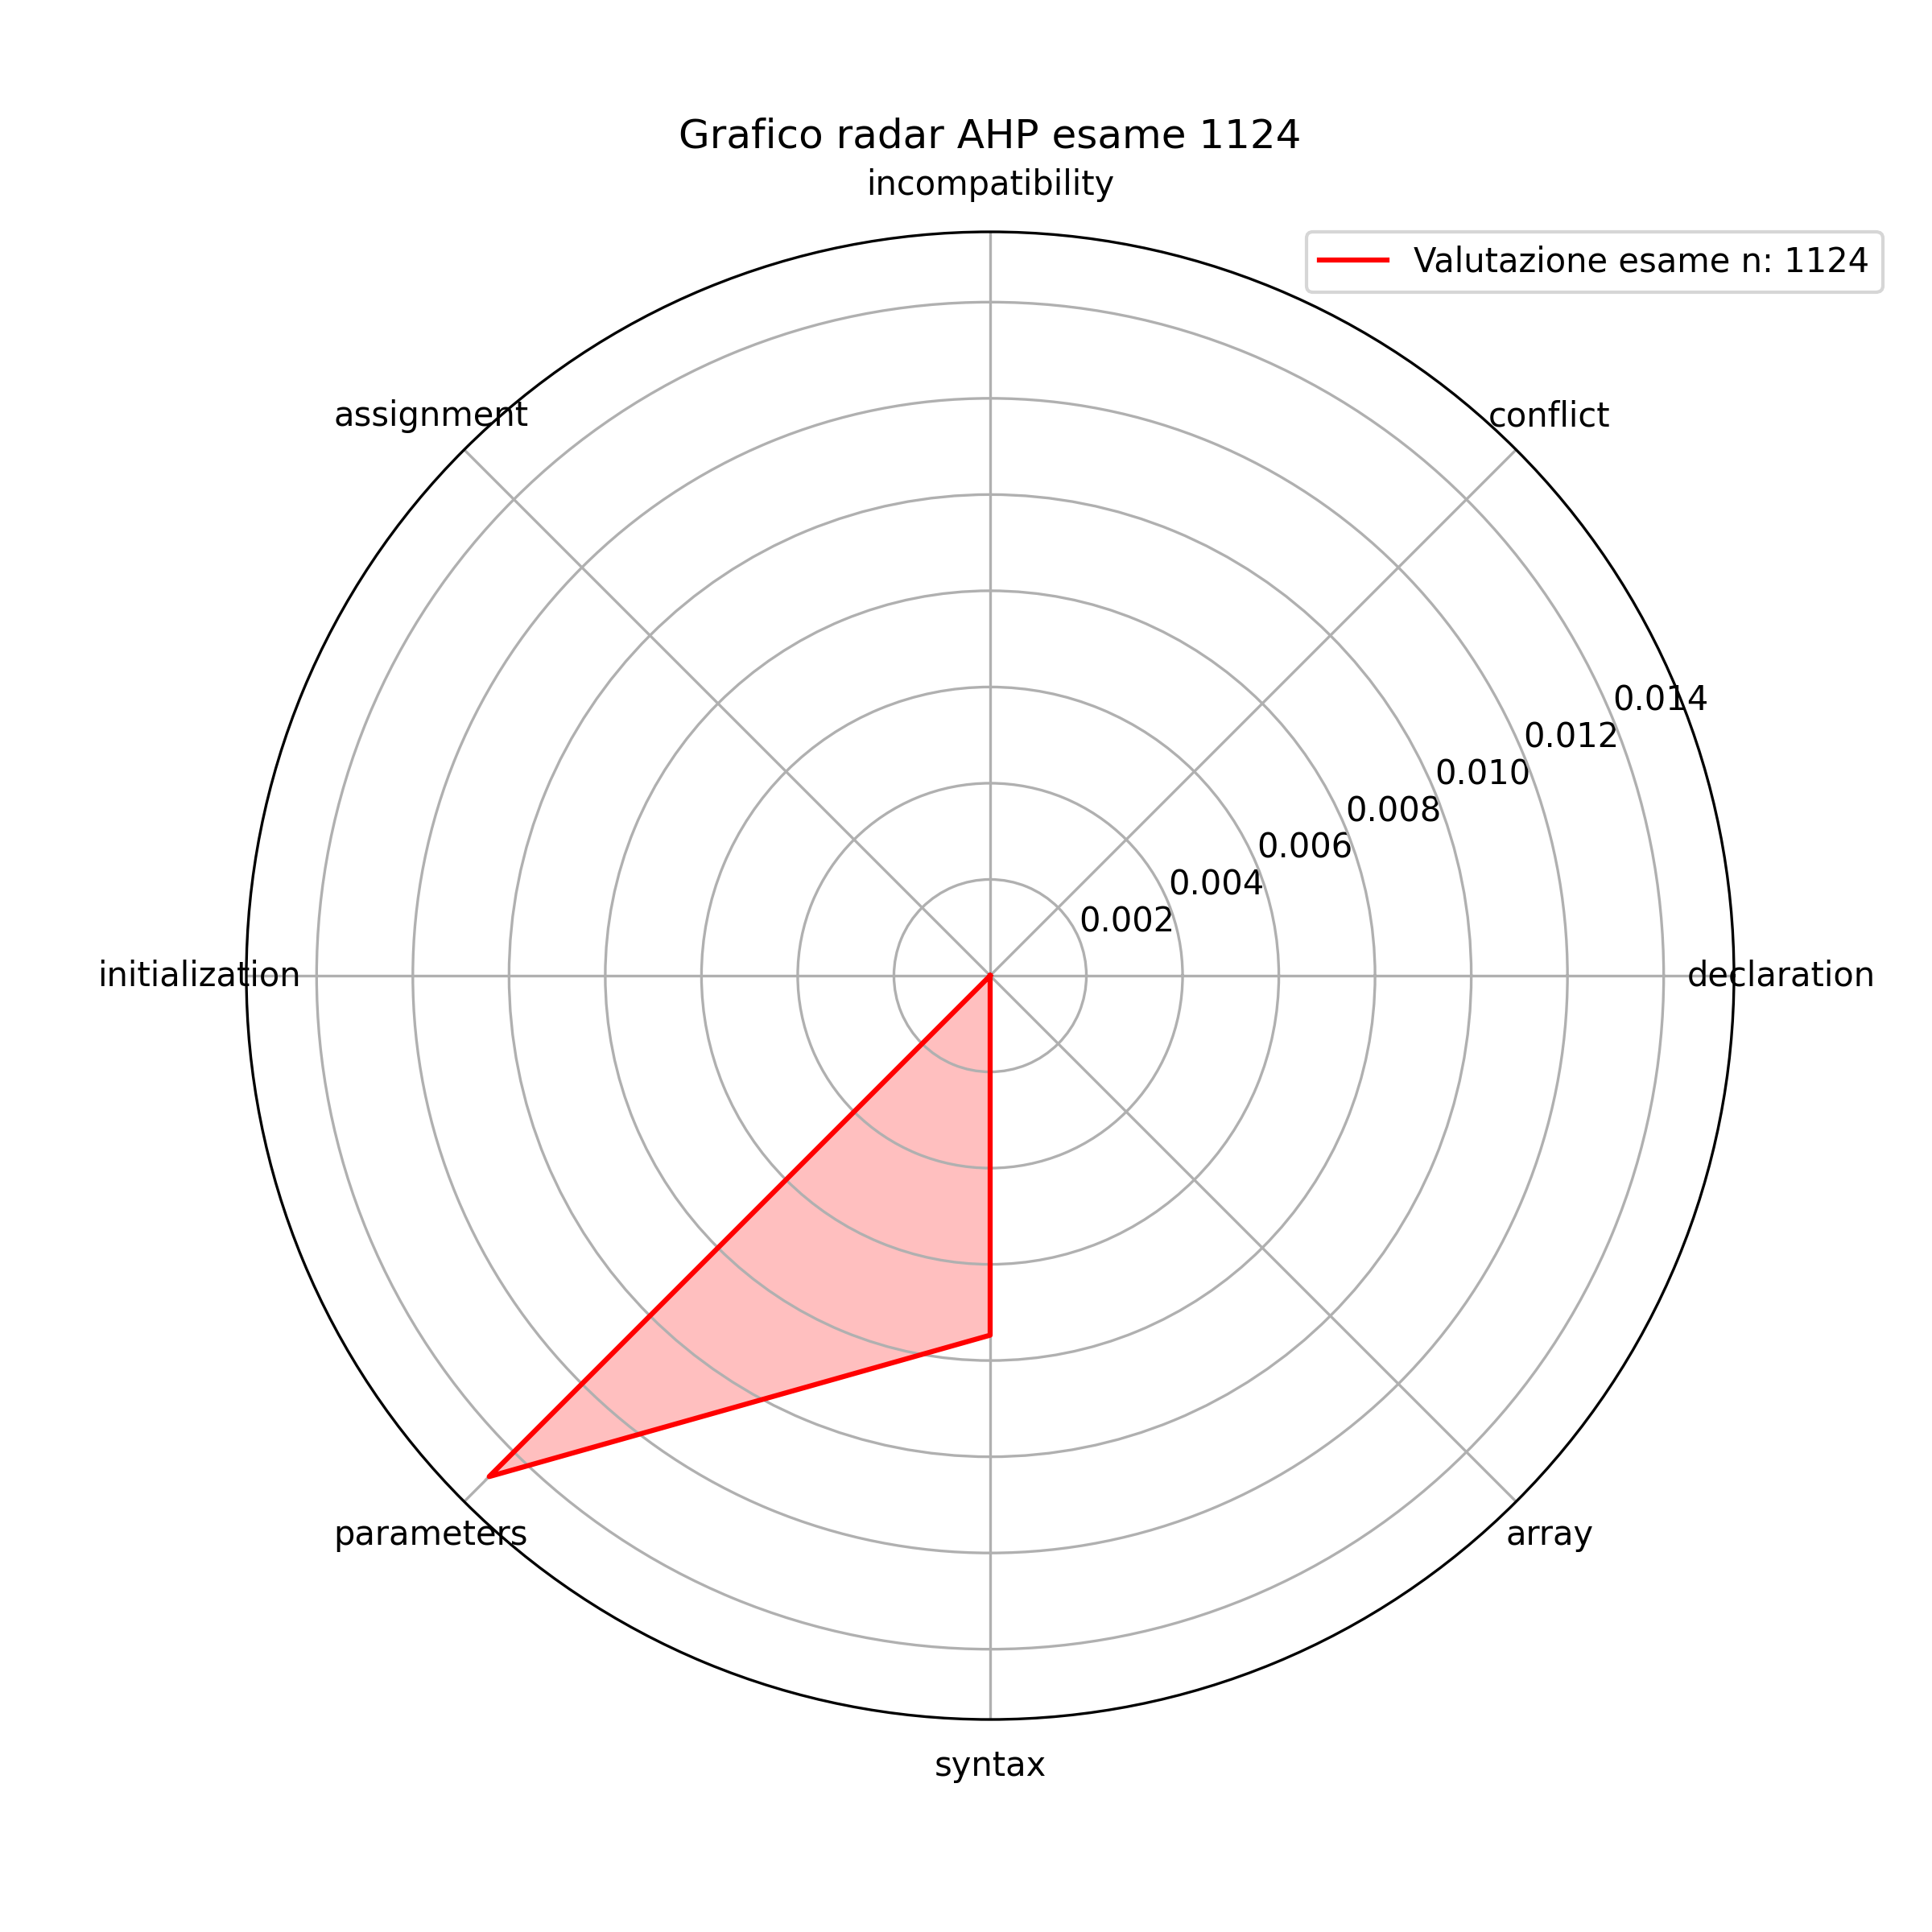 Grafico radar AHP esame 1124
incompatibility
Valutazione esame n: 1124
assignment
conflict
0.014
0.012
0.010
0.008
0.006
0.004
0.002
initialization
declaration
parameters
array
syntax